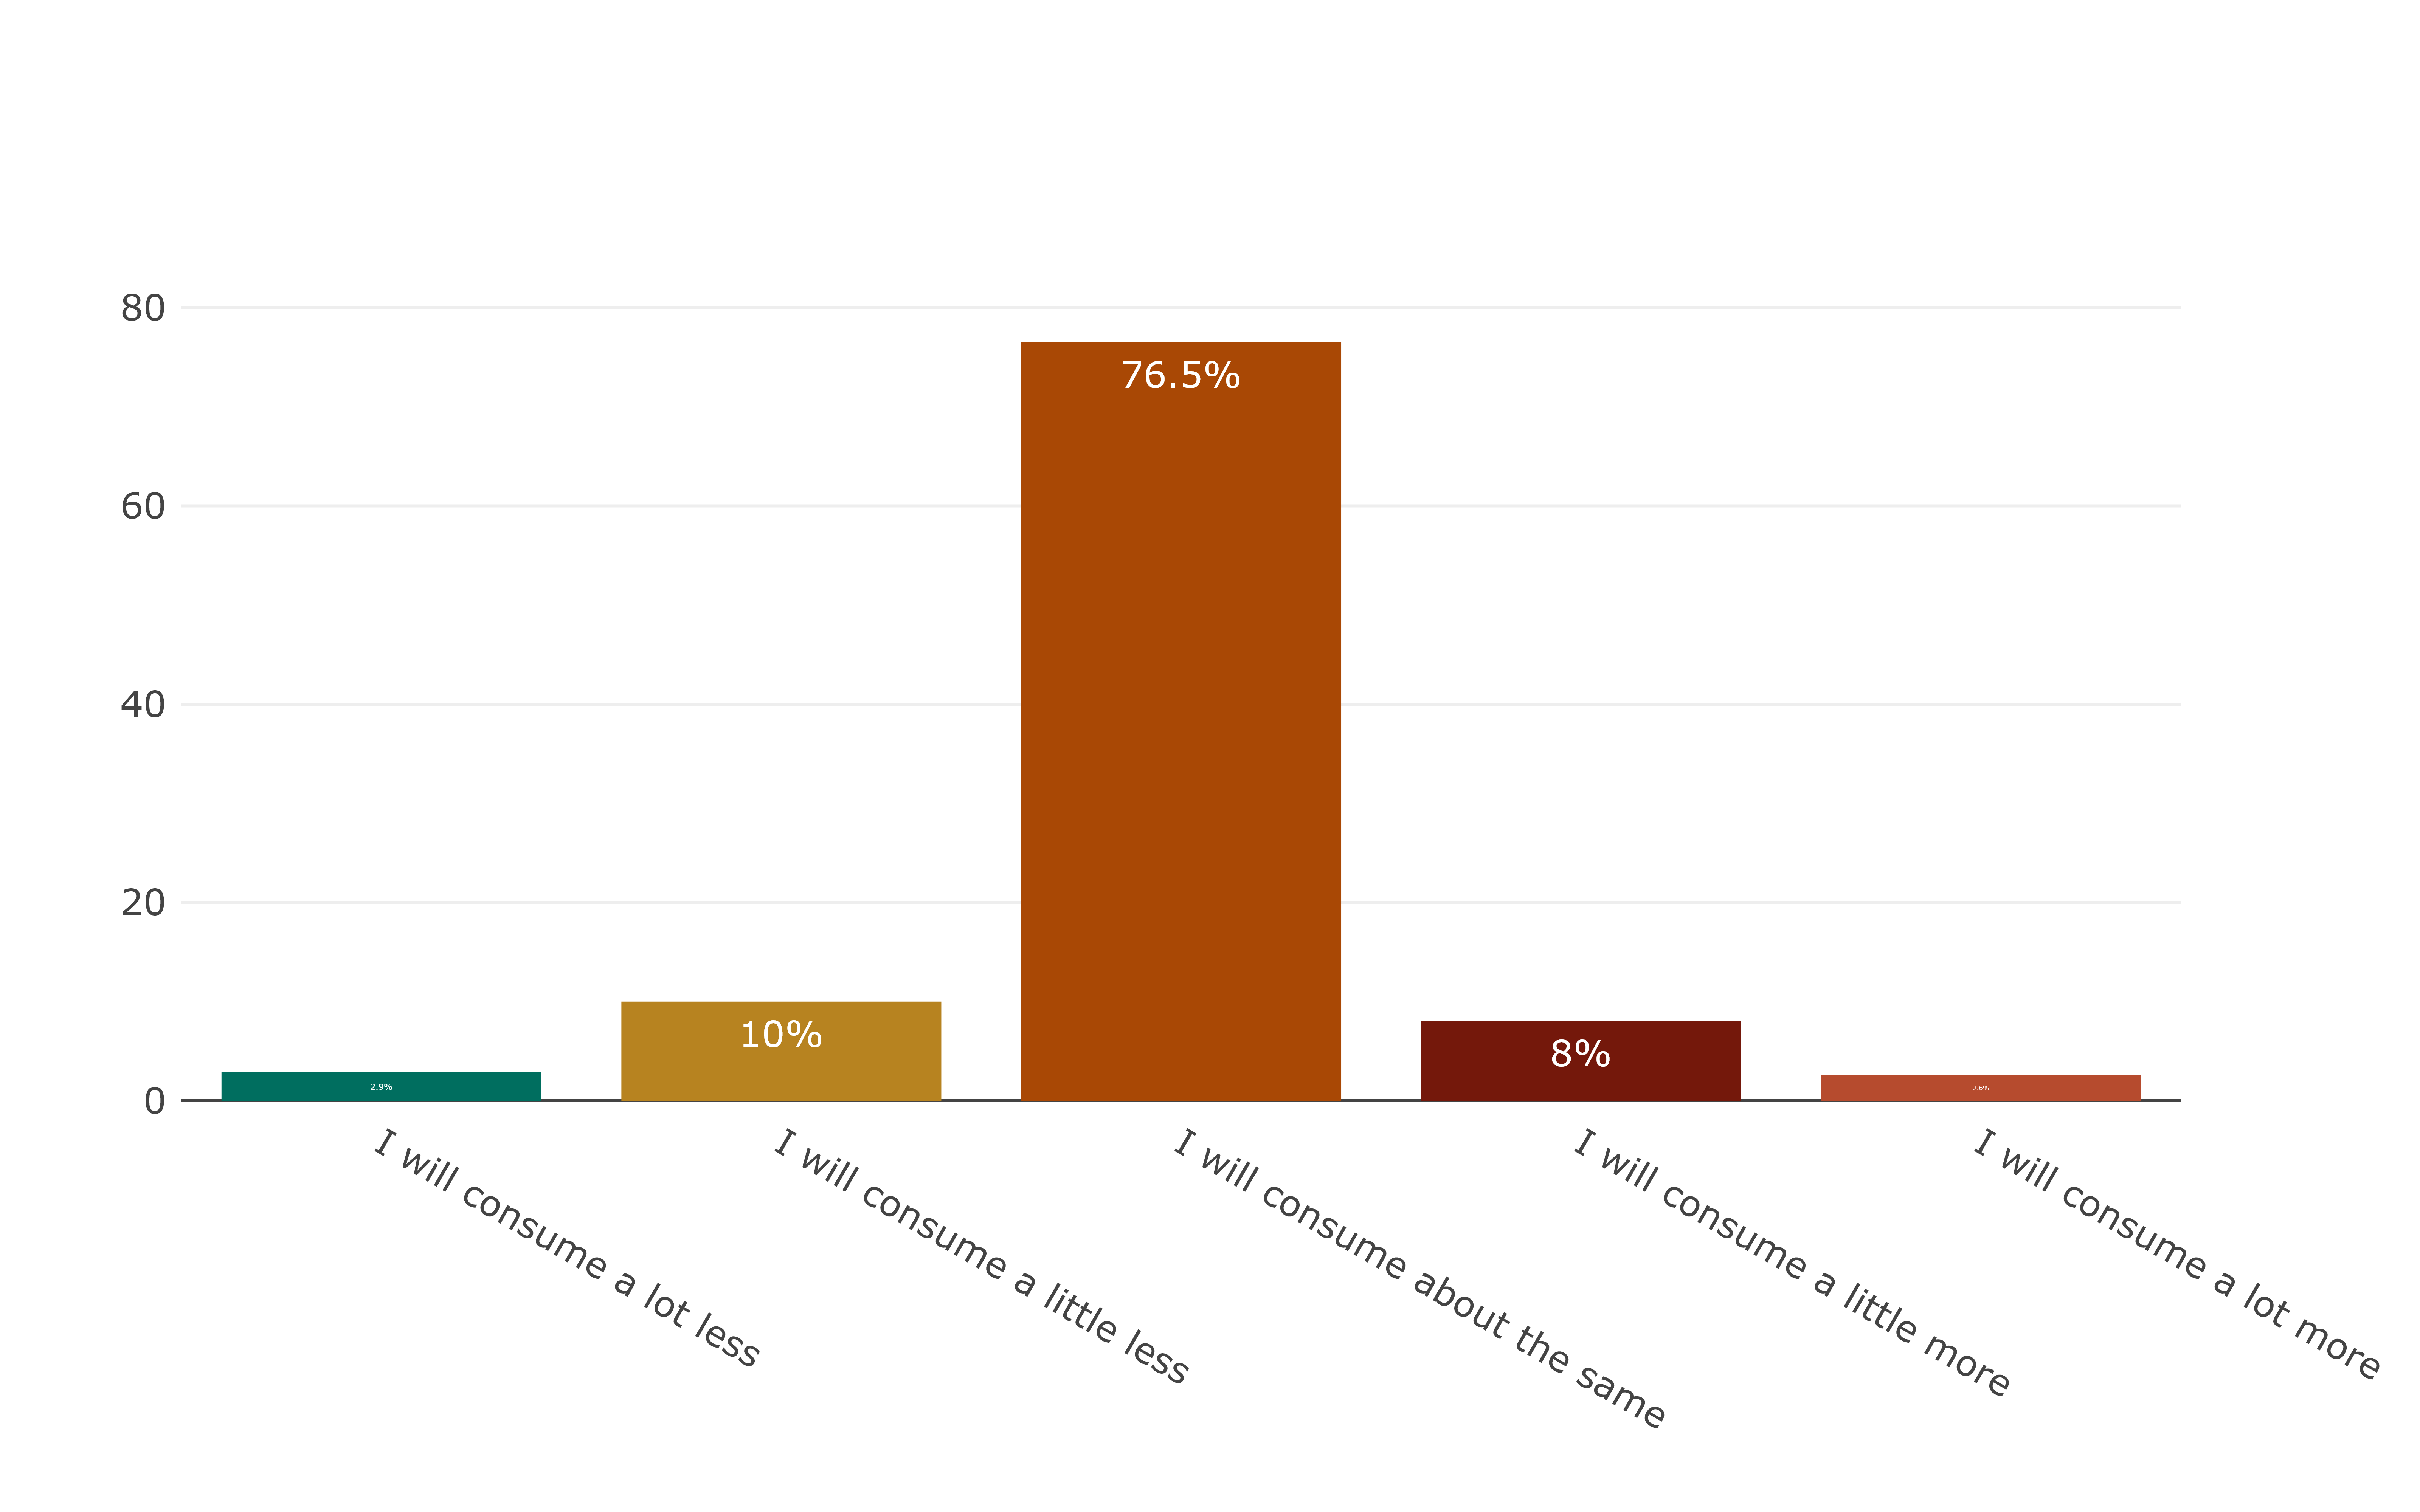 80
60
40
20
0
76.5%
10%
8%
2.9%
2.6%
I will consume a lot less
I will consume a little less
I will consume about the same
I will consume a little more
I will consume a lot more